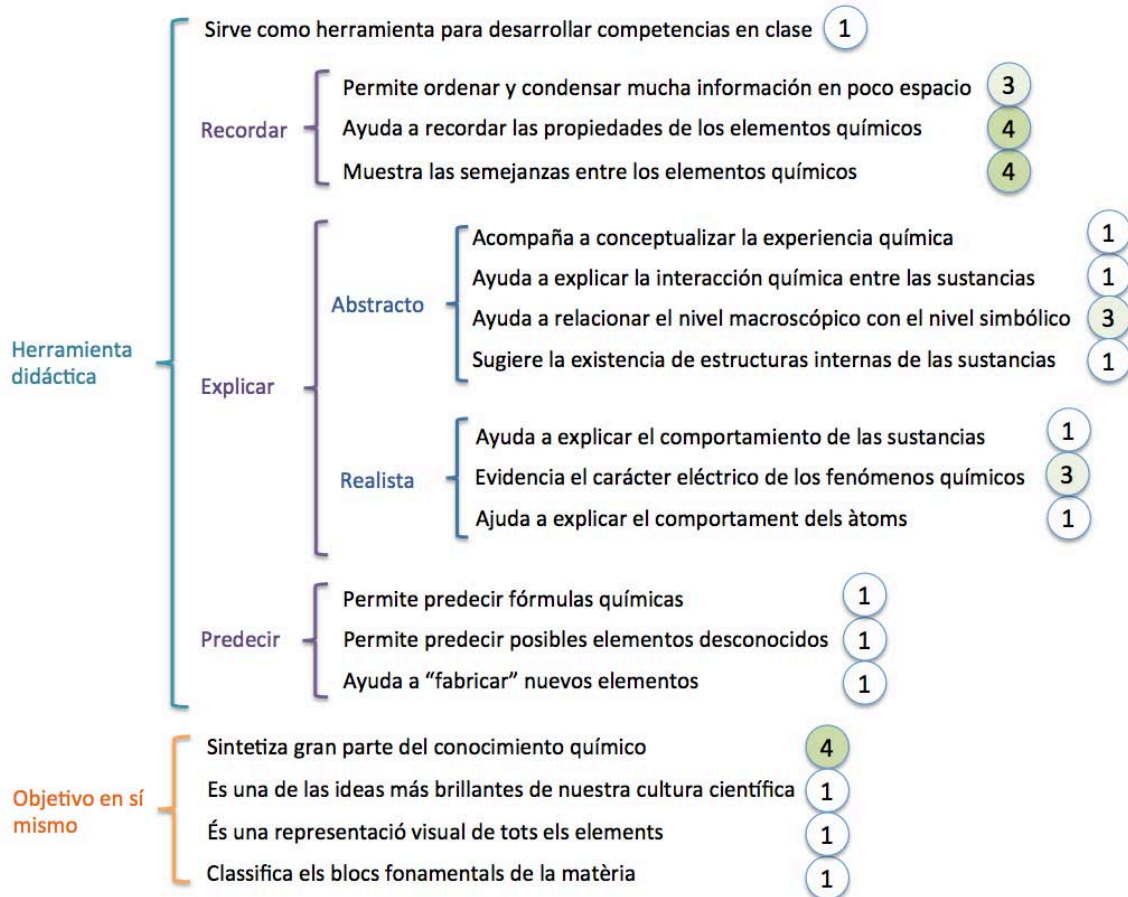 Sirve como herramienta para desarrollar competencias en clase 1
Permite ordenar y condensar mucha información en poco espacio 3
Recordar
Ayuda a recordar las propiedades de los elementos químicos 4
Muestra las semejanzas entre los elementos químicos 4
Acompaña a conceptualizar la experiencia química 1
Ayuda a explicar la interacción química entre las sustancias 1
Abstracto
Ayuda a relacionar el nivel macroscópico con el nivel simbólico 3
Sugiere la existencia de estructuras internas de las sustancias 1
Herramienta
didáctica
Explicar
Ayuda a explicar el comportamiento de las sustancias 1
Realista
Evidencia el carácter eléctrico de los fenómenos químicos 3
Ajuda a explicar el comportament dels àtoms 1
Permite predecir fórmulas químicas 1
Predecir
Permite predecir posibles elementos desconocidos 1
Ayuda a “fabricar” nuevos elementos 1
Sintetiza gran parte del conocimiento químico 4
Es una de las ideas más brillantes de nuestra cultura científica 1
Objetivo en sí
mismo
És una representació visual de tots els elements 1
Classifica els blocs fonamentals de la matèria 1